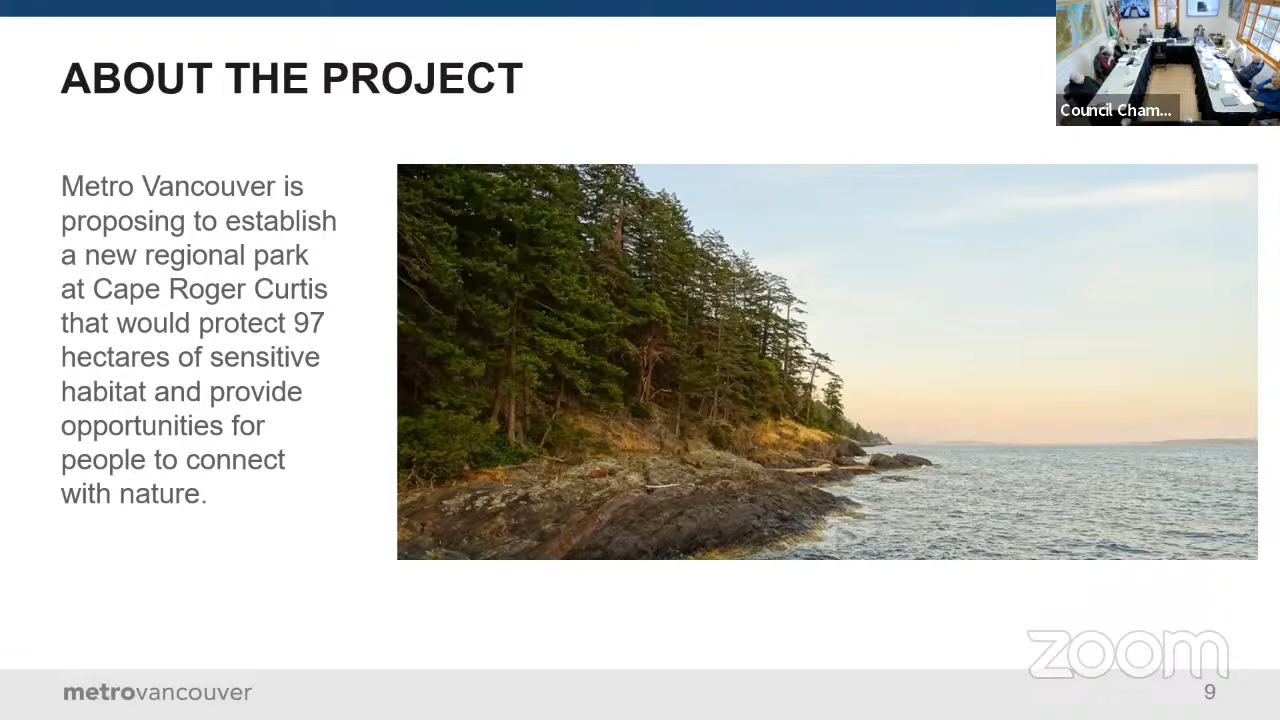 ABOUT THE PROJECT
Council Cham...
Metro Vancouver is
proposing to establish
a new regional park
at Cape Roger Curtis
that would protect 97
hectares of sensitive
habitat and provide
opportunities for
people to connect
with nature.
zoom
metrovancouver
9